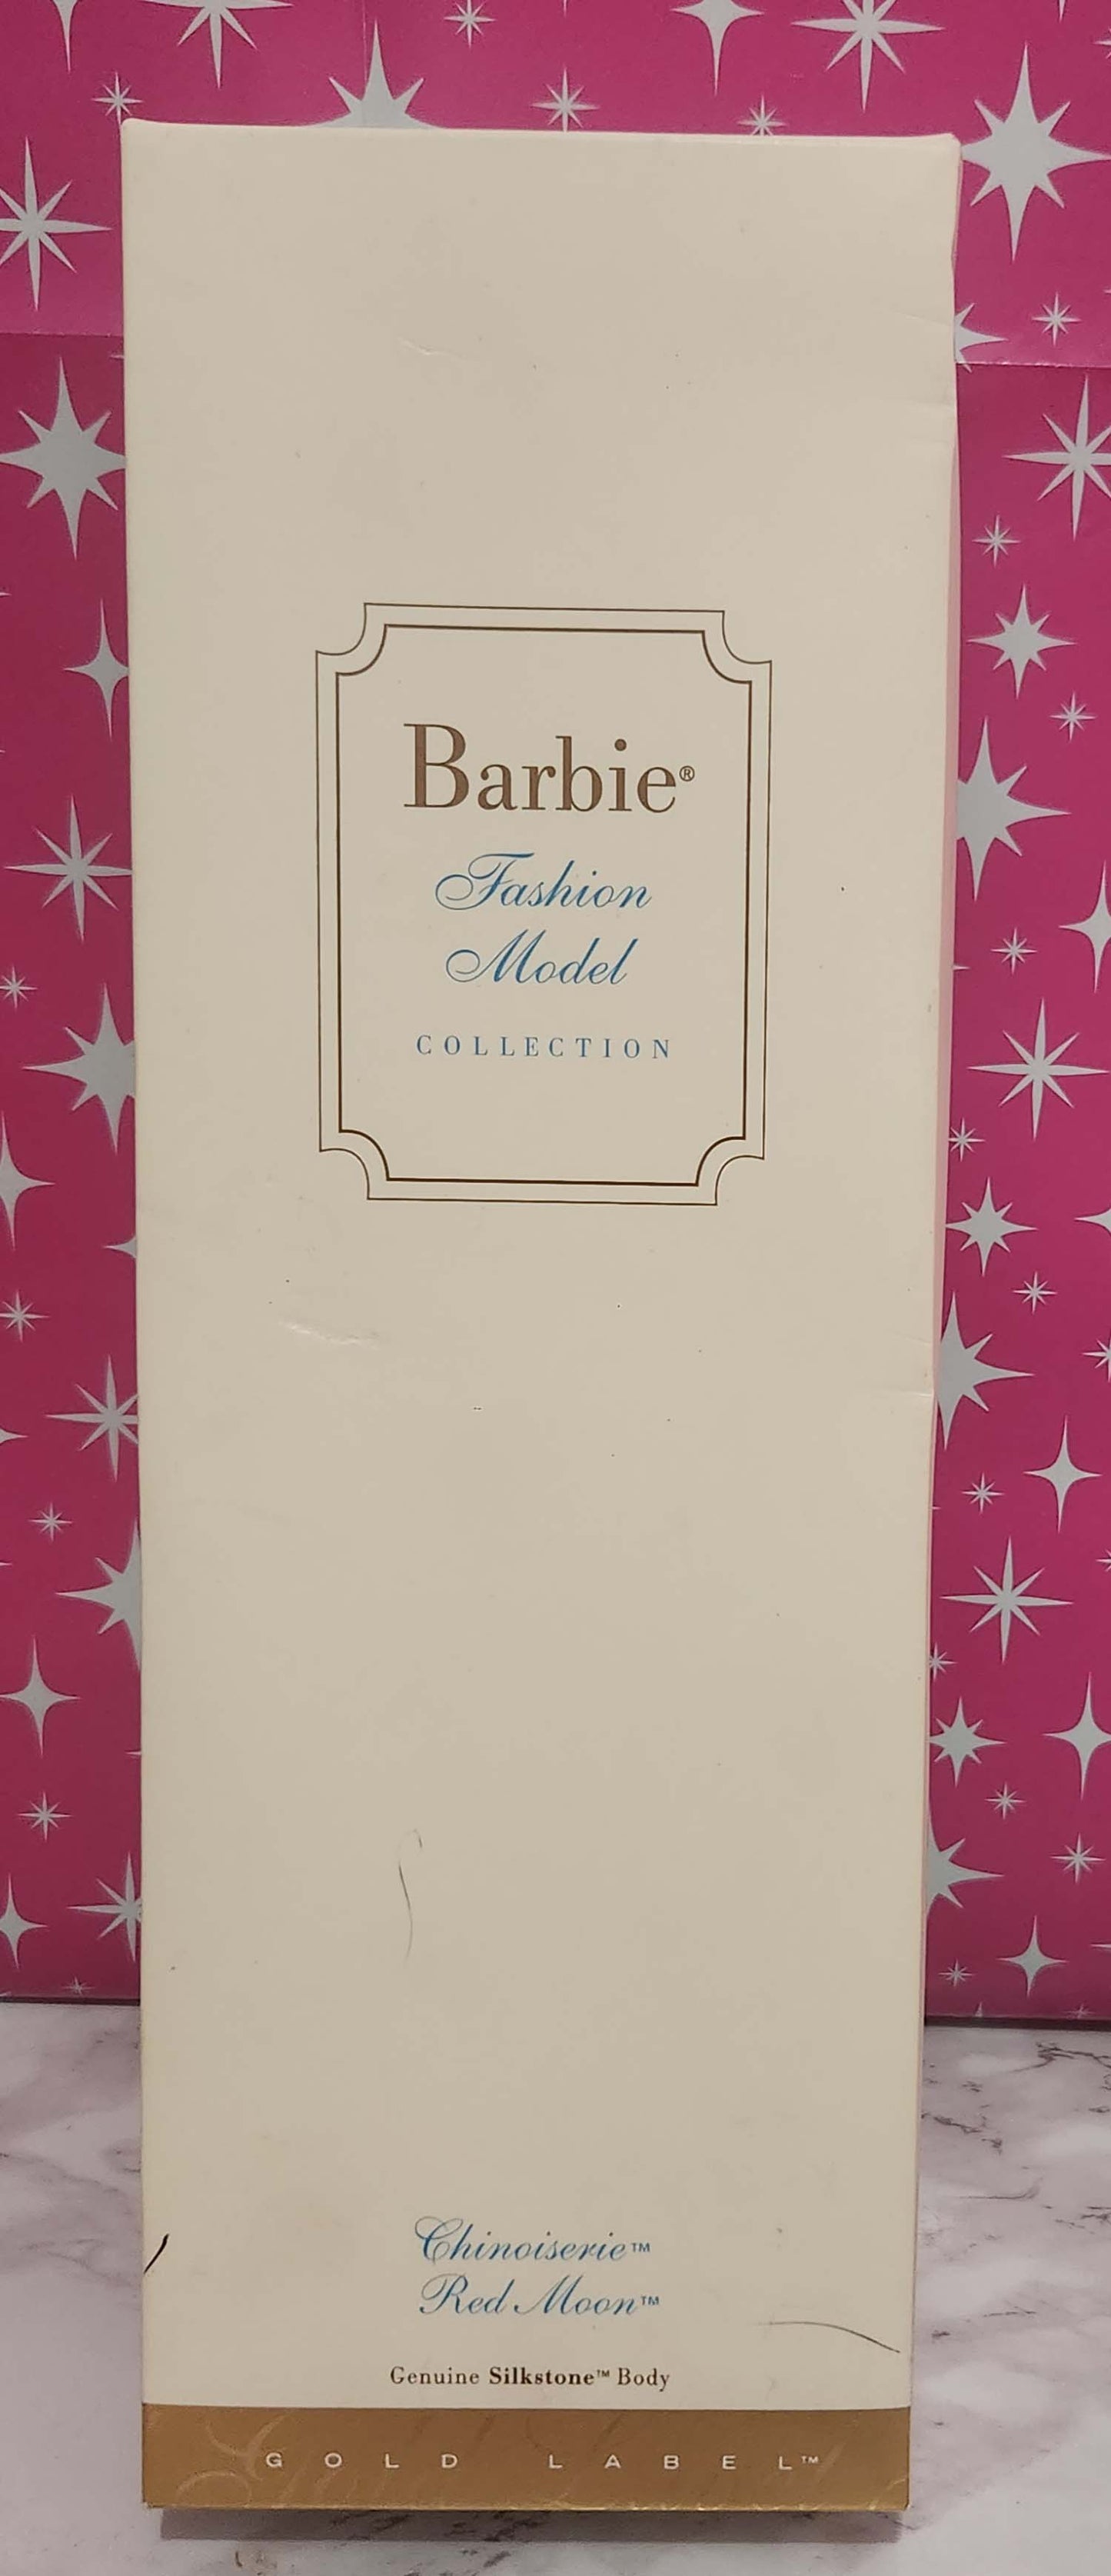 Barbie®
Fashion
Model
COLLECTION
Chinoiserie™
Red Moon™
Genuine Silkstone™ Body
GOLD LABEL™